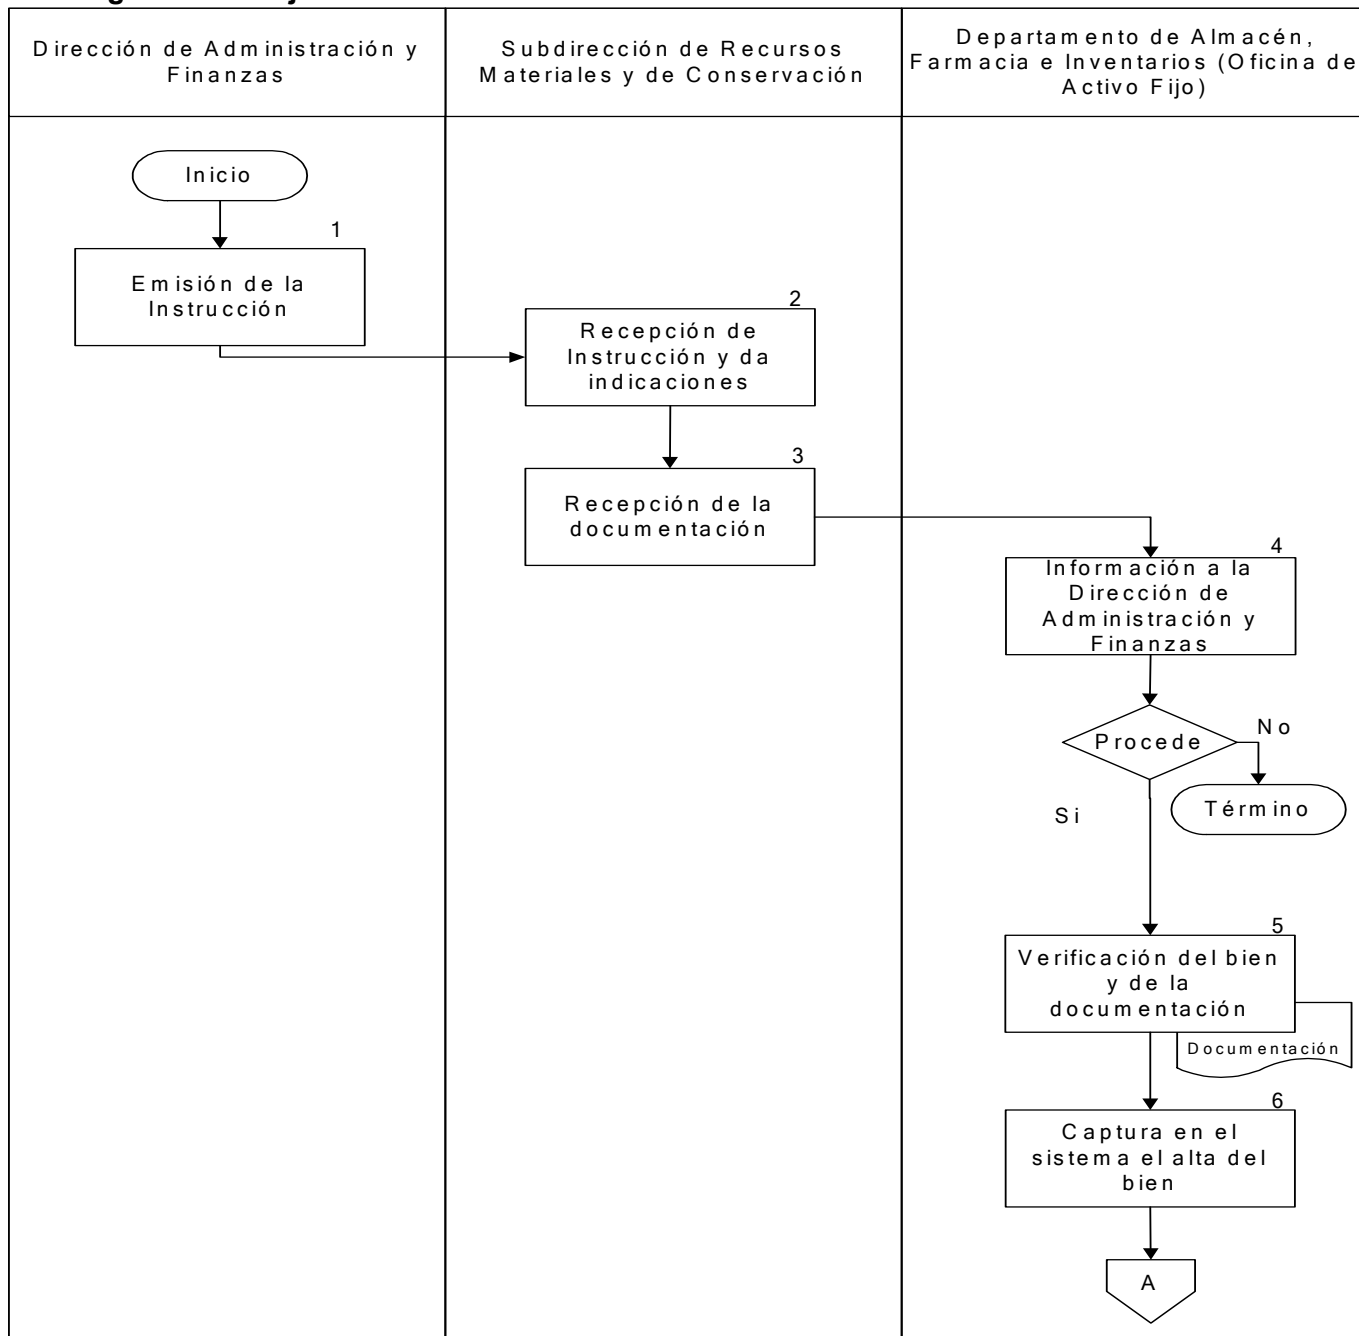 Dirección de Administración y
Finanzas
Subdirección de Recursos
Materiales y de Conservación
Departamento de Almacén,
Farmacia e Inventarios (Oficina de
Activo Fijo)
Inicio
1
Emisión de la
Instrucción
2
Recepción de
Instrucción y da
indicaciones
3
Recepción de la
documentación
4
Información a la
Dirección de
Administración y
Finanzas
Procede
No
Término
Si
5
Verificación del bien
y de la
documentación
Documentación
6
Captura en el
sistema el alta del
bien
A